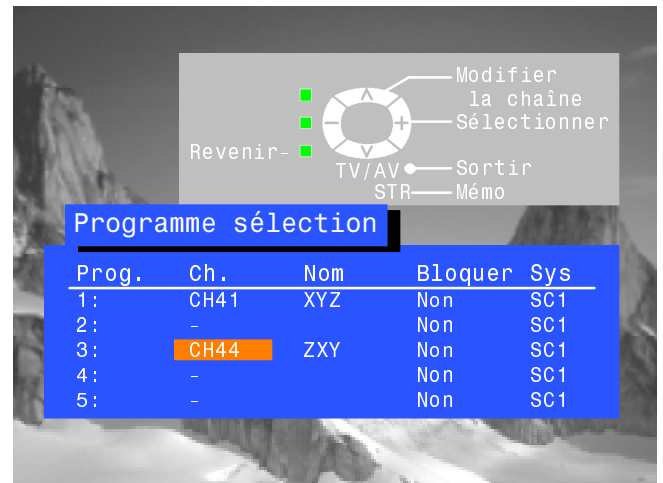 Modifier
la chaîne
Sélectionner
Revenir-
TV/AV Sortir
STR Mémo
Programme sélection
Prog. Ch. Nom Bloquer Sys
1: CH41 XYZ Non SC1
2: - Non SC1
3: CH44 ZXY Non SC1
4: - Non SC1
5: - Non SC1